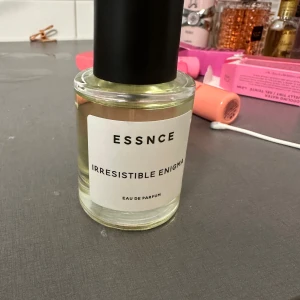 ESSNCE
IRRESISTIBLE ENIGMA
EAU DE PARFUM